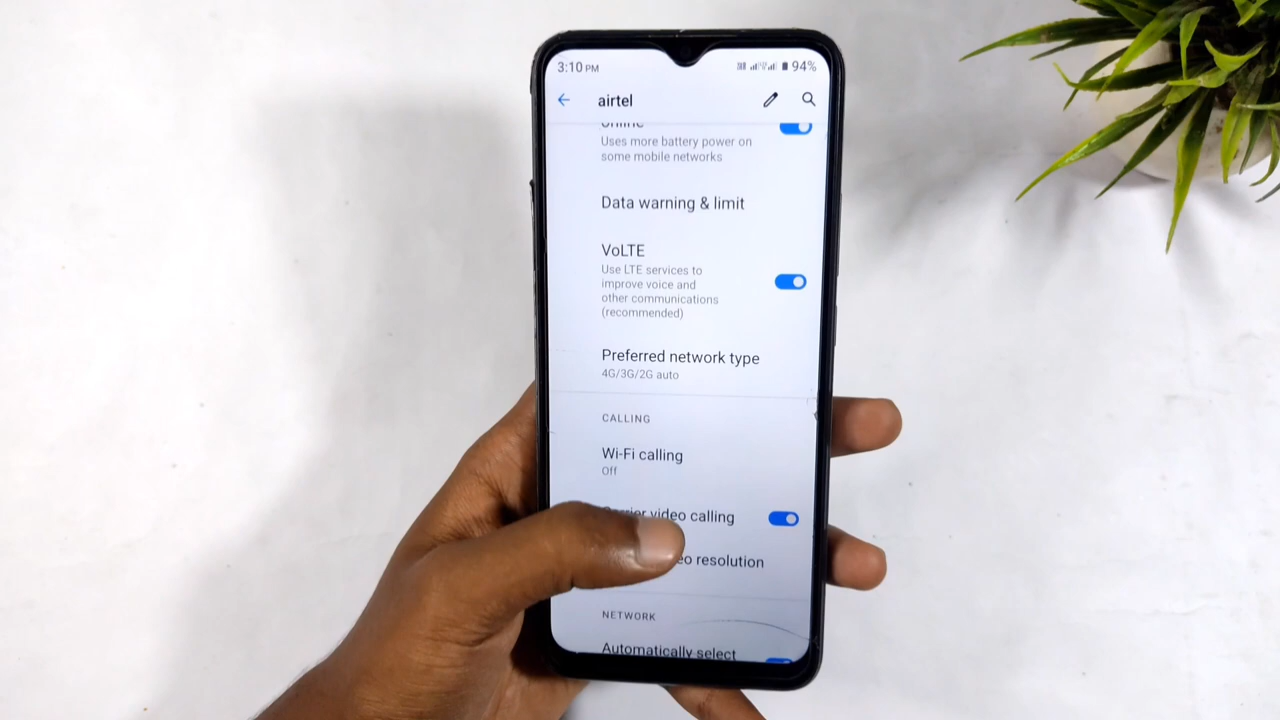 3:10 PM 94%
airtel
Online
Uses more battery power on
some mobile networks
Data warning & limit
VoLTE
Use LTE services to
improve voice and
other communications
(recommended)
Preferred network type
4G/3G/2G auto
CALLING
Wi-Fi calling
Off
Carrier video calling
resolution
NETWORK
Automatically select